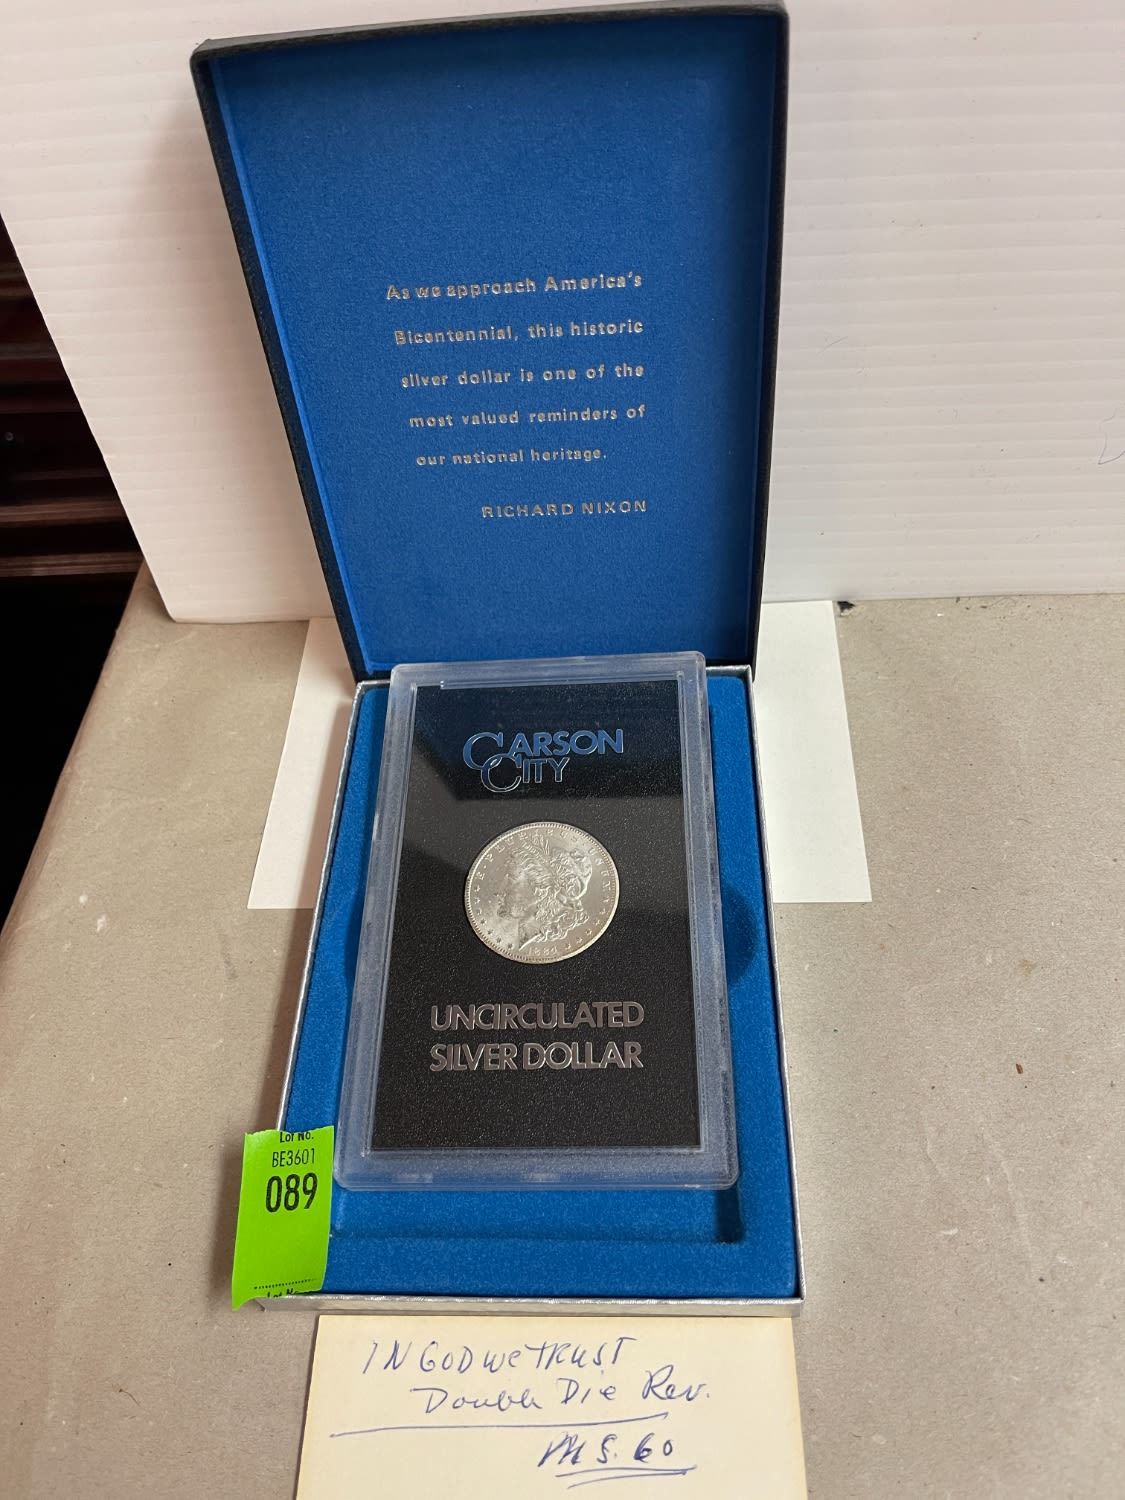 As we approach America's
Bicentennial, this historic
silver dollar is one of the
most valued reminders of
our national heritage.
RICHARD NIXON
CARSON
CITY
UNCIRCULATED
SILVER DOLLAR
Lot No.
BE3601
089
IN GOD we TRUST
Double Die Rev.
MS. 60